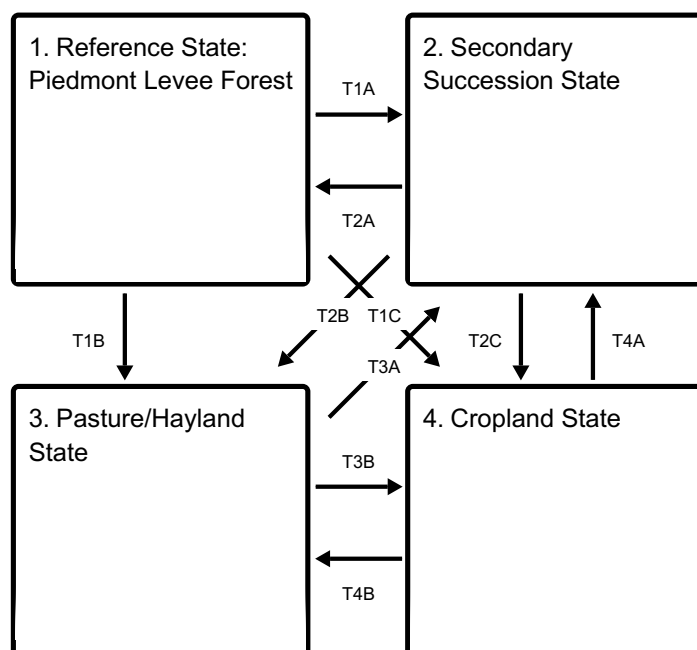 1. Reference State:
Piedmont Levee Forest
2. Secondary
Succession State
T1A
T2A
T1B
T2B
T1C
T3A
T2C
T4A
3. Pasture/Hayland
State
4. Cropland State
T3B
T4B